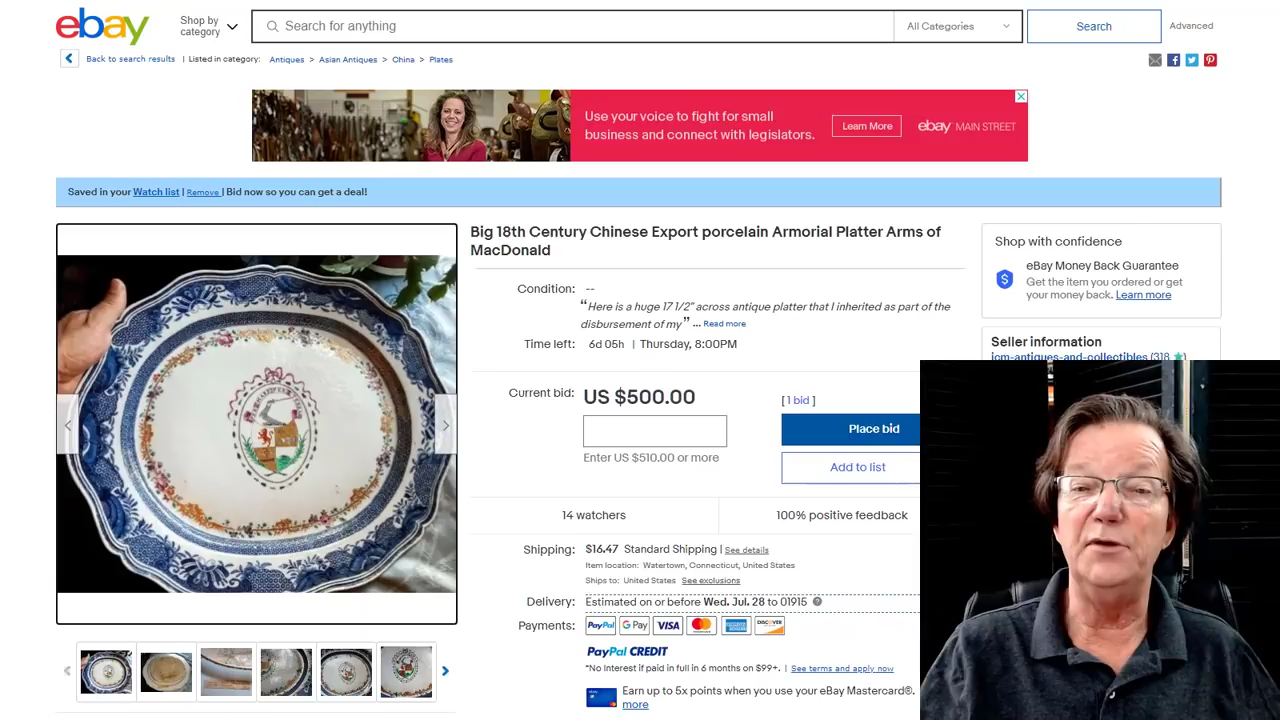 ebay
Shop by
category
Search for anything
All Categories
Search
Advanced
Back to search results | Listed in category: Antiques > Asian Antiques > China > Plates
Use your voice to fight for small
business and connect with legislators.
Learn More
ebay MAIN STREET
Saved in your Watch list | Remove | Bid now so you can get a deal!
Big 18th Century Chinese Export porcelain Armorial Platter Arms of
MacDonald
Condition: --
“Here is a huge 17 1/2" across antique platter that I inherited as part of the
disbursement of my” ... Read more
Time left: 6d 05h | Thursday, 8:00PM
Current bid: US $500.00
[ 1 bid ]
Place bid
Enter US $510.00 or more
Add to list
14 watchers
100% positive feedback
Shipping: $16.47 Standard Shipping | See details
Item location: Watertown, Connecticut, United States
Ships to: United States See exclusions
Delivery: Estimated on or before Wed. Jul. 28 to 01915
Payments: PayPal G Pay VISA
DISCOVER
PayPal CREDIT
*No Interest if paid in full in 6 months on $99+. | See terms and apply now
Earn up to 5x points when you use your eBay Mastercard®.
more
Shop with confidence
eBay Money Back Guarantee
Get the item you ordered or get
your money back. Learn more
Seller information
jcm-antiques-and-collectibles (318